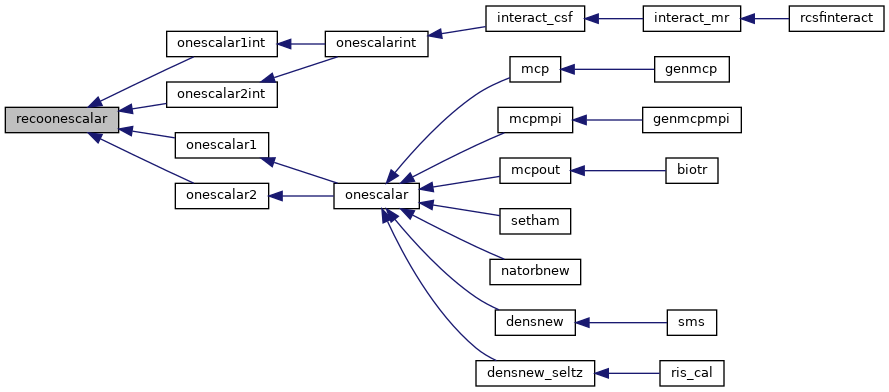 interact_csf
interact_mr
rcsfinteract
onescalar1int
onescalarint
mcp
genmcp
onescalar2int
recoonescalar
mcpmpi
genmcpmpi
onescalar1
mcpout
biotr
onescalar2
onescalar
setham
natorbnew
densnew
sms
densnew_seltz
ris_cal